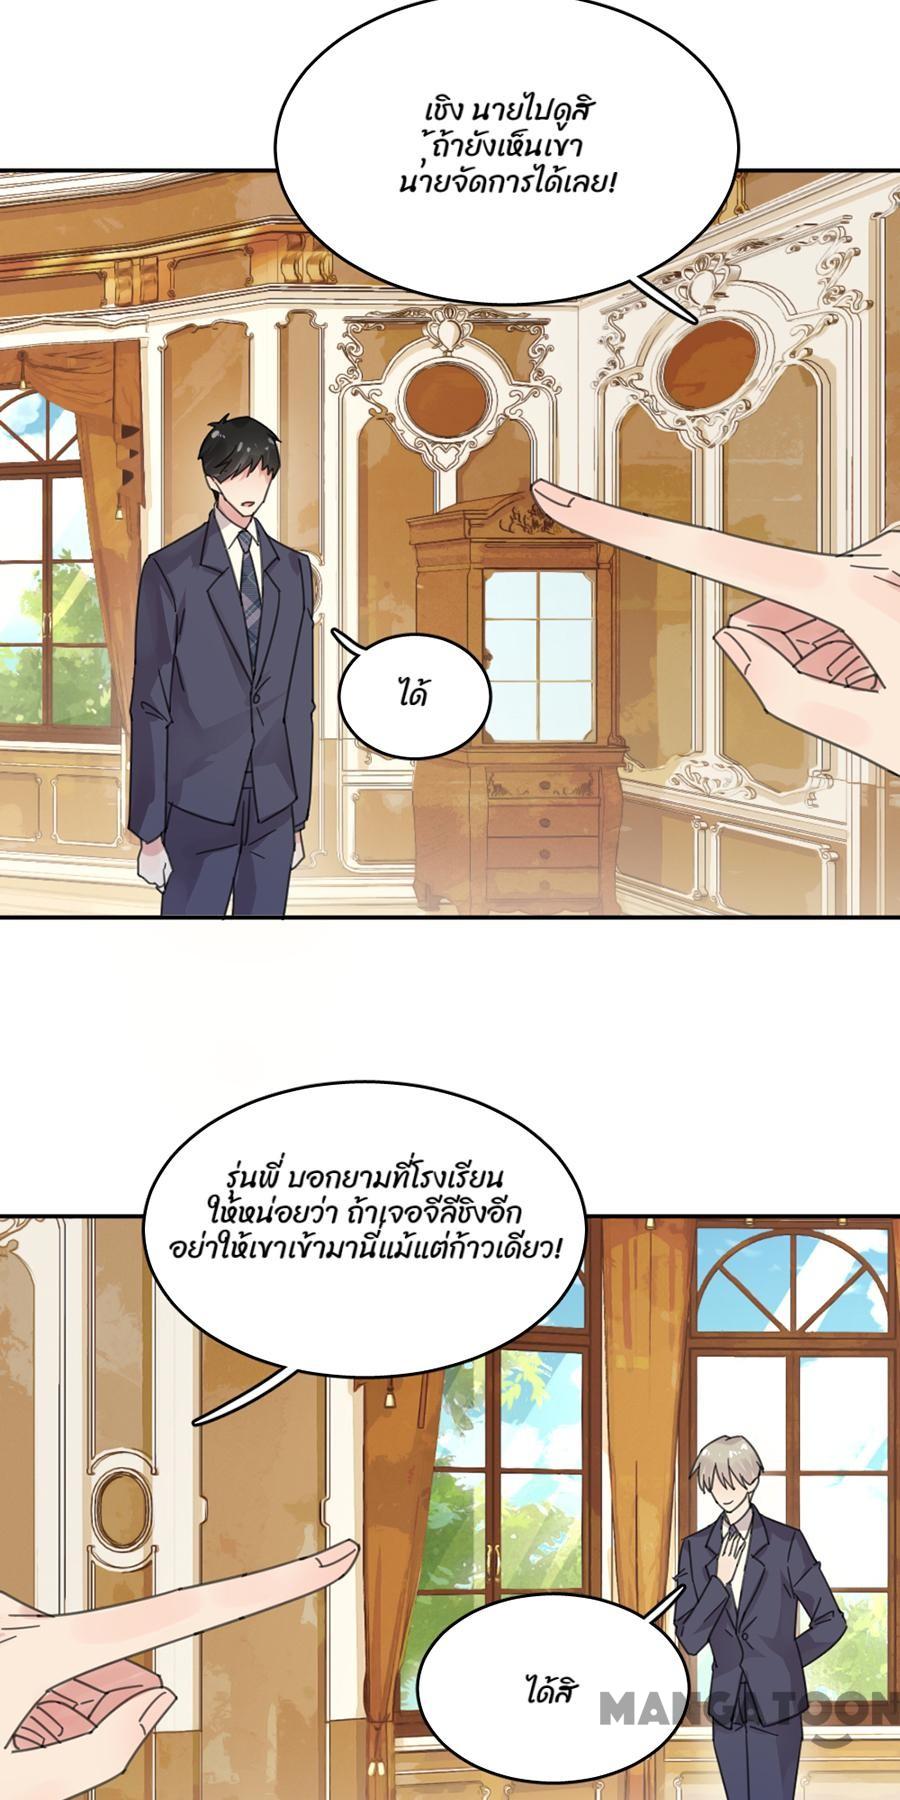 เชิง นายไปดูสิ
ถ้ายังเห็นเขา
นายจัดการได้เลย!
ได้
รุ่นพี่ บอกยามที่โรงเรียน
ให้หน่อยว่า ถ้าเจอจีลีชิงอีก
อย่าให้เขาเข้ามานี่แม้แต่ก้าวเดียว!
ได้สิ
MANGA TOON